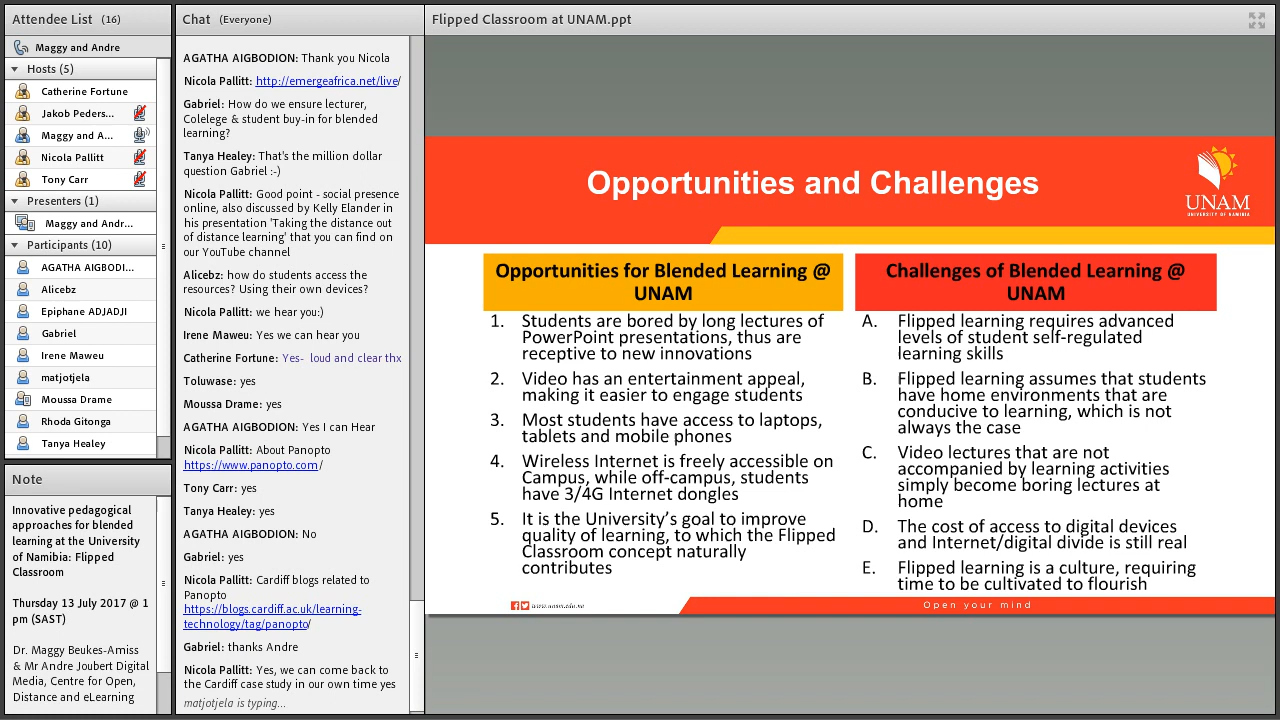 Attendee List (16)
Maggy and Andre
Hosts (5)
Catherine Fortune
Jakob Peders...
Maggy and A...
Nicola Pallitt
Tony Carr
Presenters (1)
Maggy and Andr...
Participants (10)
AGATHA AIGBODI...
Alicebz
Epiphane ADJADJI
Gabriel
Irene Maweu
matjotjela
Moussa Drame
Rhoda Gitonga
Tanya Healey
Note
Innovative pedagogical
approaches for blended
learning at the University
of Namibia: Flipped
Classroom
Thursday 13 July 2017 @ 1
pm (SAST)
Dr. Maggy Beukes-Amiss
& Mr Andre Joubert Digital
Media, Centre for Open,
Distance and eLearning
Chat (Everyone)
AGATHA AIGBODION: Thank you Nicola
Nicola Pallitt: http://emergeafrica.net/live/
Gabriel: How do we ensure lecturer,
Colelege & student buy-in for blended
learning?
Tanya Healey: That's the million dollar
question Gabriel :-)
Nicola Pallitt: Good point - social presence
online, also discussed by Kelly Elander in
his presentation 'Taking the distance out
of distance learning' that you can find on
our YouTube channel
Alicebz: how do students access the
resources? Using their own devices?
Nicola Pallitt: we hear you:)
Irene Maweu: Yes we can hear you
Catherine Fortune: Yes- loud and clear thx
Toluwase: yes
Moussa Drame: yes
AGATHA AIGBODION: Yes I can Hear
Nicola Pallitt: About Panopto
https://www.panopto.com/
Tony Carr: yes
Tanya Healey: yes
AGATHA AIGBODION: No
Gabriel: yes
Nicola Pallitt: Cardiff blogs related to
Panopto
https://blogs.cardiff.ac.uk/learning-
technology/tag/panopto/
Gabriel: thanks Andre
Nicola Pallitt: Yes, we can come back to
the Cardiff case study in our own time yes
matjotjela is typing...
Flipped Classroom at UNAM.ppt
Opportunities and Challenges
UNAM
UNIVERSITY OF NAMIBIA
Opportunities for Blended Learning @
UNAM
1. Students are bored by long lectures of
PowerPoint presentations, thus are
receptive to new innovations
2. Video has an entertainment appeal,
making it easier to engage students
3. Most students have access to laptops,
tablets and mobile phones
4. Wireless Internet is freely accessible on
Campus, while off-campus, students
have 3/4G Internet dongles
5. It is the University's goal to improve
quality of learning, to which the Flipped
Classroom concept naturally
contributes
Challenges of Blended Learning @
UNAM
A. Flipped learning requires advanced
levels of student self-regulated
learning skills
B. Flipped learning assumes that students
have home environments that are
conducive to learning, which is not
always the case
C. Video lectures that are not
accompanied by learning activities
simply become boring lectures at
home
D. The cost of access to digital devices
and Internet/digital divide is still real
E. Flipped learning is a culture, requiring
time to be cultivated to flourish
www.unam.edu.na
Open your mind